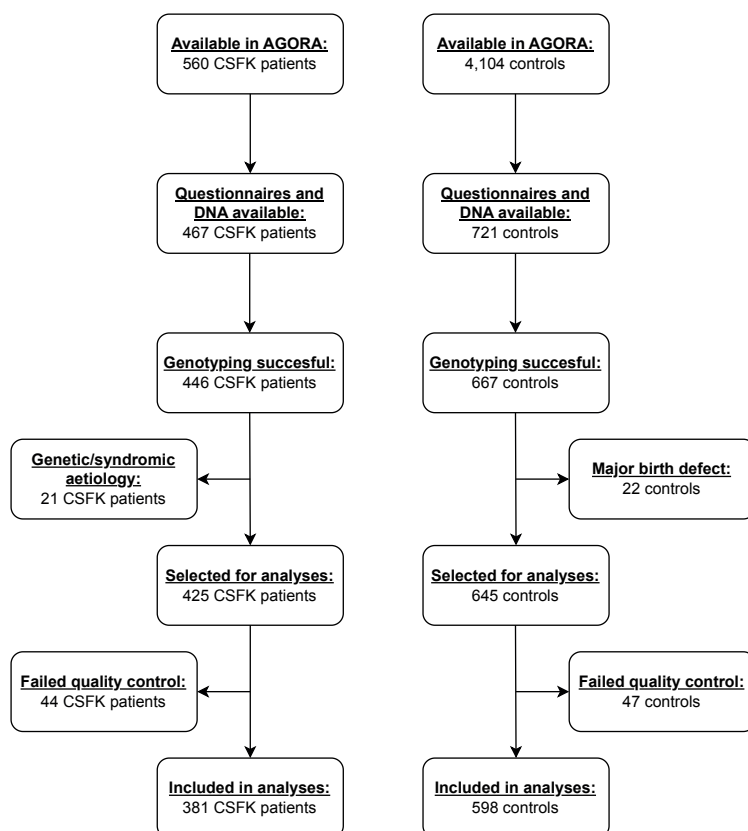 Available in AGORA:
560 CSFK patients
Available in AGORA:
4,104 controls
Questionnaires and
DNA available:
467 CSFK patients
Questionnaires and
DNA available:
721 controls
Genotyping succesful:
446 CSFK patients
Genotyping succesful:
667 controls
Genetic/syndromic
aetiology:
21 CSFK patients
Major birth defect:
22 controls
Selected for analyses:
425 CSFK patients
Selected for analyses:
645 controls
Failed quality control:
44 CSFK patients
Failed quality control:
47 controls
Included in analyses:
381 CSFK patients
Included in analyses:
598 controls